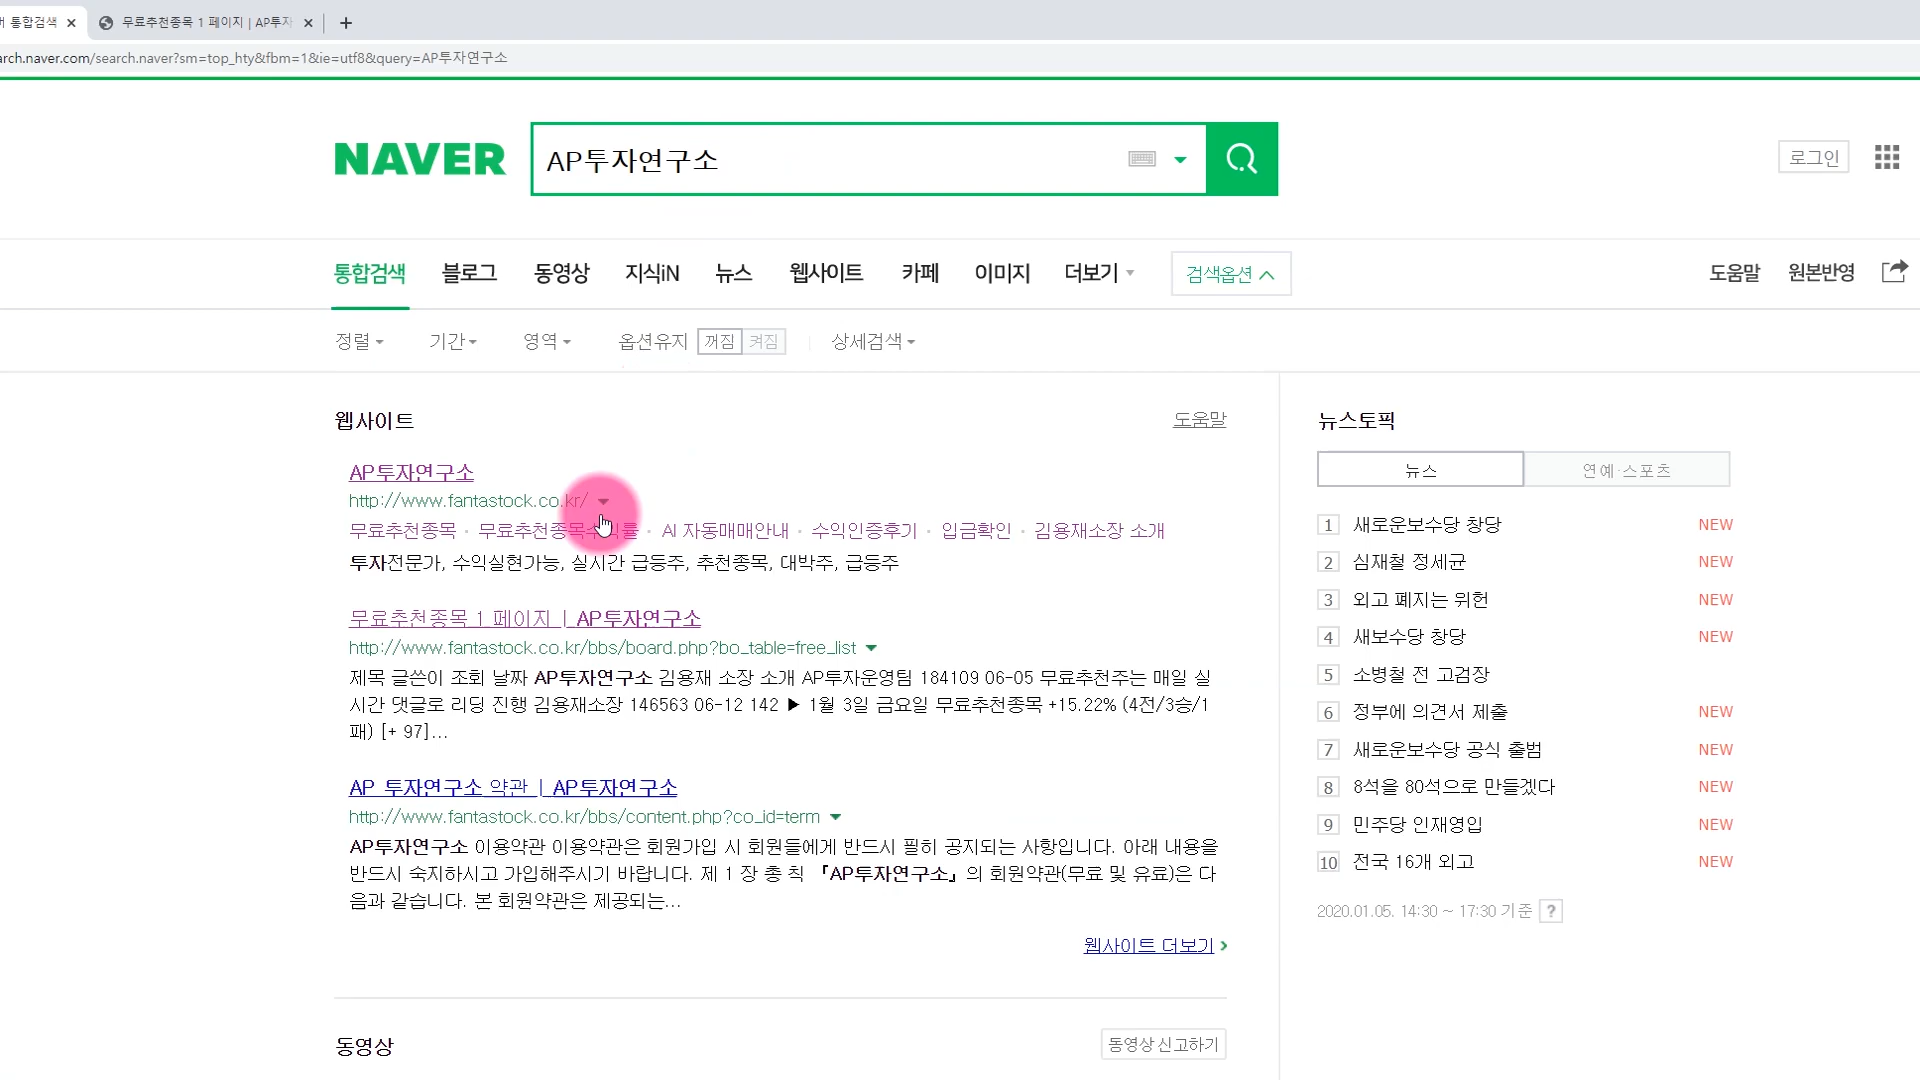 통합검색
무료추천종목 1 페이지 | AP투자
arch.naver.com/search.naver?sm=top_hty&fbm=1&ie=utf8&query=AP투자연구소
NAVER
AP투자연구소
로그인
통합검색 블로그 동영상 지식iN 뉴스 웹사이트 카페 이미지 더보기 검색옵션
도움말 원본반영
정렬 기간 영역 옵션유지 꺼짐 켜짐 상세검색
웹사이트 도움말
AP투자연구소
http://www.fantastock.co.kr/
무료추천종목 · 무료추천종목수익률 · AI 자동매매안내 · 수익인증후기 · 입금확인 · 김용재소장 소개
투자전문가, 수익실현가능, 실시간 급등주, 추천종목, 대박주, 급등주
무료추천종목 1 페이지 | AP투자연구소
http://www.fantastock.co.kr/bbs/board.php?bo_table=free_list
제목 글쓴이 조회 날짜 AP투자연구소 김용재 소장 소개 AP투자운영팀 184109 06-05 무료추천주는 매일 실
시간 댓글로 리딩 진행 김용재소장 146563 06-12 142 ▶ 1월 3일 금요일 무료추천종목 +15.22% (4전/3승/1
패) [+ 97]...
AP 투자연구소 약관 | AP투자연구소
http://www.fantastock.co.kr/bbs/content.php?co_id=term
AP투자연구소 이용약관 이용약관은 회원가입 시 회원들에게 반드시 필히 공지되는 사항입니다. 아래 내용을
반드시 숙지하시고 가입해주시기 바랍니다. 제 1 장 총 칙 『AP투자연구소』의 회원약관(무료 및 유료)은 다
음과 같습니다. 본 회원약관은 제공되는...
웹사이트 더보기
동영상 동영상 신고하기
뉴스토픽
뉴스 연예·스포츠
1 새로운보수당 창당 NEW
2 심재철 정세균 NEW
3 외고 폐지는 위헌 NEW
4 새보수당 창당 NEW
5 소병철 전 고검장
6 정부에 의견서 제출 NEW
7 새로운보수당 공식 출범 NEW
8 8석을 80석으로 만들겠다 NEW
9 민주당 인재영입 NEW
10 전국 16개 외고 NEW
2020.01.05. 14:30 ~ 17:30 기준 ?